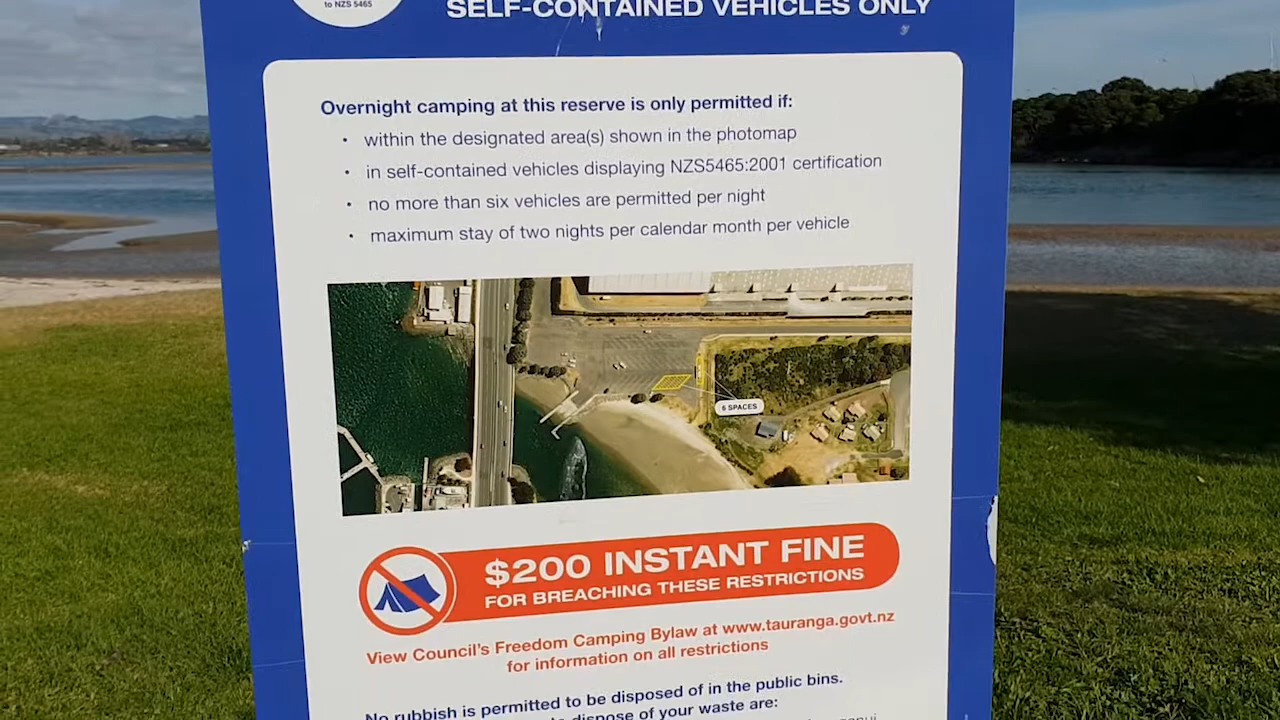 to NZS 5465
SELF-CONTAINED VEHICLES ONLY
Overnight camping at this reserve is only permitted if:
• within the designated area(s) shown in the photomap
• in self-contained vehicles displaying NZS5465:2001 certification
• no more than six vehicles are permitted per night
• maximum stay of two nights per calendar month per vehicle
6 SPACES
$200 INSTANT FINE
FOR BREACHING THESE RESTRICTIONS
View Council's Freedom Camping Bylaw at www.tauranga.govt.nz
for information on all restrictions
No rubbish is permitted to be disposed of in the public bins.
dispose of your waste are: